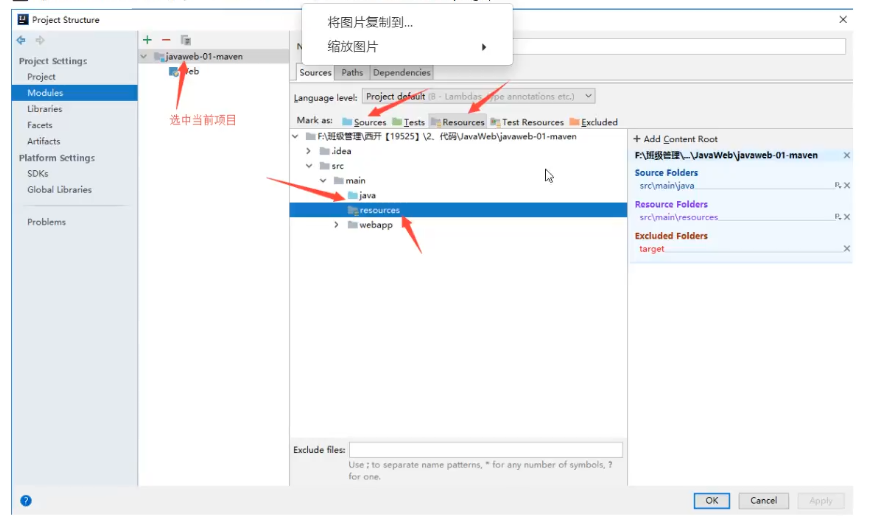 Project Structure
将图片复制到...
缩放图片
Project Settings
Project
Modules
Libraries
Facets
Artifacts
Platform Settings
SDKs
Global Libraries
Problems
javaweb-01-maven
选中当前项目
Sources Paths Dependencies
Language level: Project default (8 - Lambdas, type annotations etc.)
Mark as: Sources Tests Resources Test Resources Excluded
F:\班级管理\西开【19525】\2、代码\JavaWeb\javaweb-01-maven
.idea
src
main
java
resources
webapp
+ Add Content Root
F:\班级管理\...\JavaWeb\javaweb-01-maven
Source Folders
src\main\java
Resource Folders
src\main\resources
Excluded Folders
target
Exclude files:
Use ; to separate name patterns, * for any number of symbols, ?
for one.
OK Cancel Apply